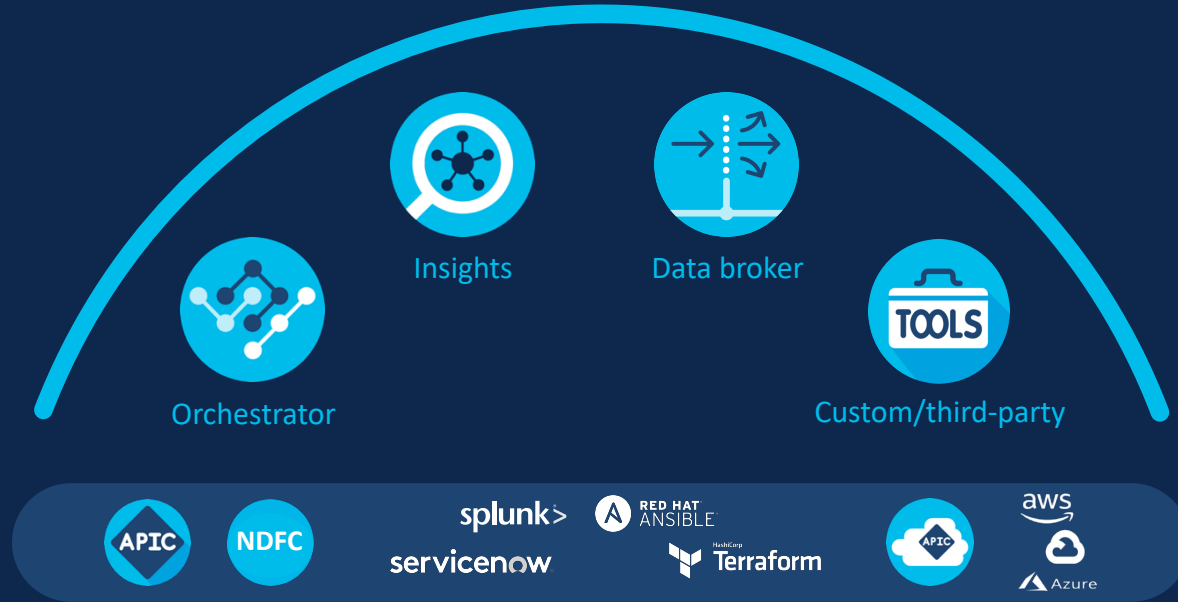 Insights
Data broker
TOOLS
Orchestrator
Custom/third-party
APIC
NDFC
splunk>
servicenow
RED HAT
ANSIBLE
HashiCorp
Terraform
APIC
aws
Azure